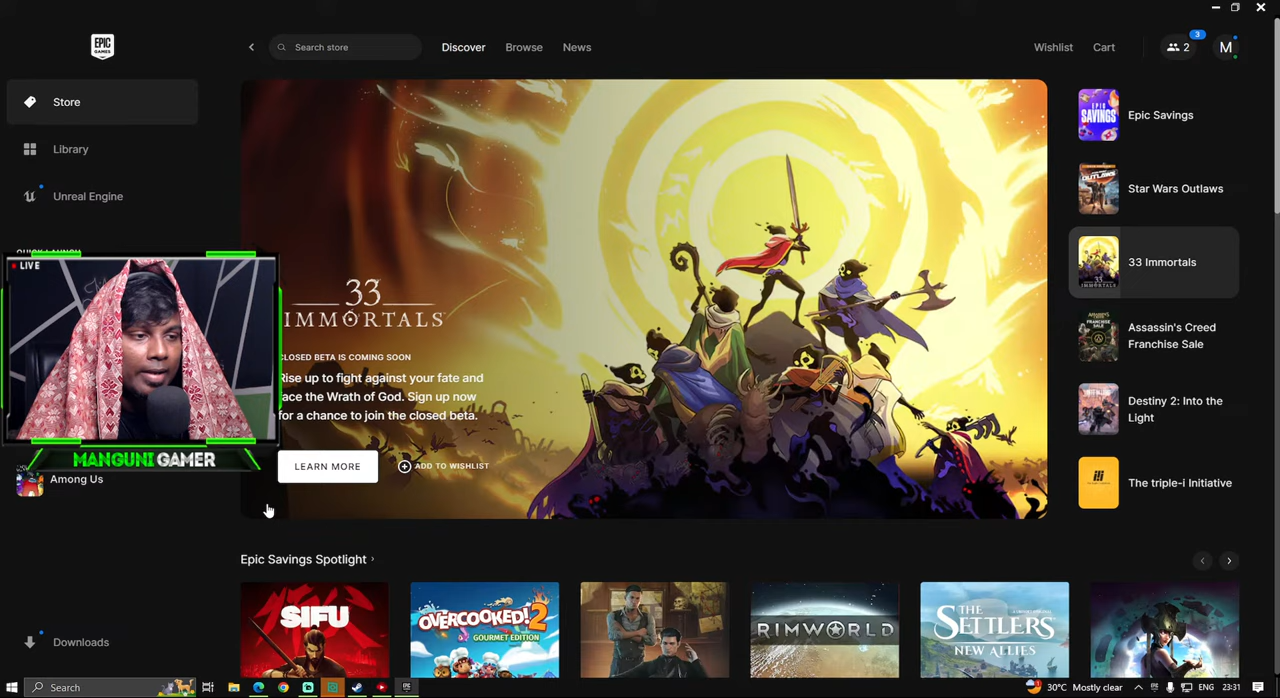 EPIC GAMES
Search store
Discover
Browse
News
Wishlist
Cart
2
3
M
Store
Library
Unreal Engine
LIVE
MANGUNI GAMER
Among Us
Downloads
33
IMMORTALS
CLOSED BETA IS COMING SOON
Rise up to fight against your fate and
face the Wrath of God. Sign up now
for a chance to join the closed beta.
LEARN MORE
ADD TO WISHLIST
EPIC SAVINGS
Epic Savings
OUTLAWS
Star Wars Outlaws
33 Immortals
Assassin's Creed
Franchise Sale
Destiny 2: Into the
Light
The triple-i Initiative
Epic Savings Spotlight
SIFU
OVERCOOKED! 2
GOURMET EDITION
RIMWORLD
THE
SETTLERS
NEW ALLIES
Search
30°C Mostly clear
ENG
23:31